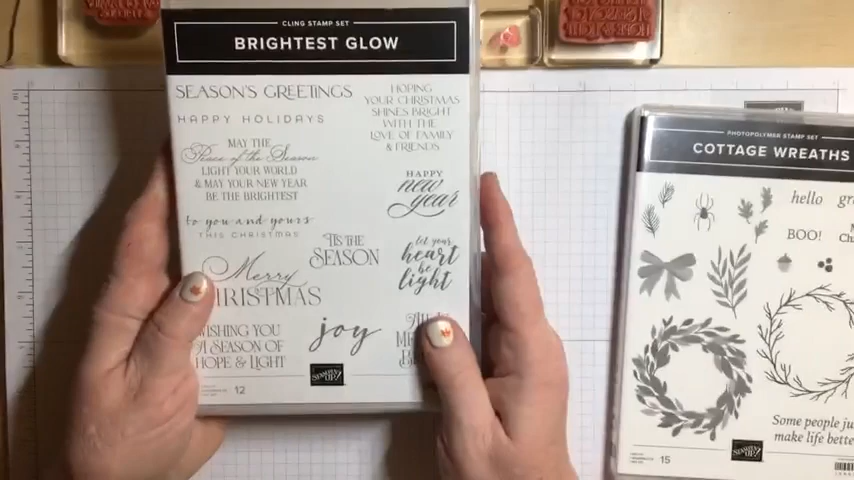 CLING STAMP SET
BRIGHTEST GLOW
SEASON'S GREETINGS
HAPPY HOLIDAYS
MAY THE
Peace of the Season
LIGHT YOUR WORLD
& MAY YOUR NEW YEAR
BE THE BRIGHTEST
to you and yours
THIS CHRISTMAS
Merry
CHRISTMAS
WISHING YOU
A SEASON OF
HOPE & LIGHT
HOPING
YOUR CHRISTMAS
SHINES BRIGHT
WITH THE
LOVE OF FAMILY
& FRIENDS
HAPPY
new
year
'TIS THE
SEASON
let your
heart
be
light
joy
STAMPIN' UP!
12
PHOTOPOLYMER STAMP SET
COTTAGE WREATHS
hello
BOO!
Some people ju
make life bette
STAMPIN' UP!
15